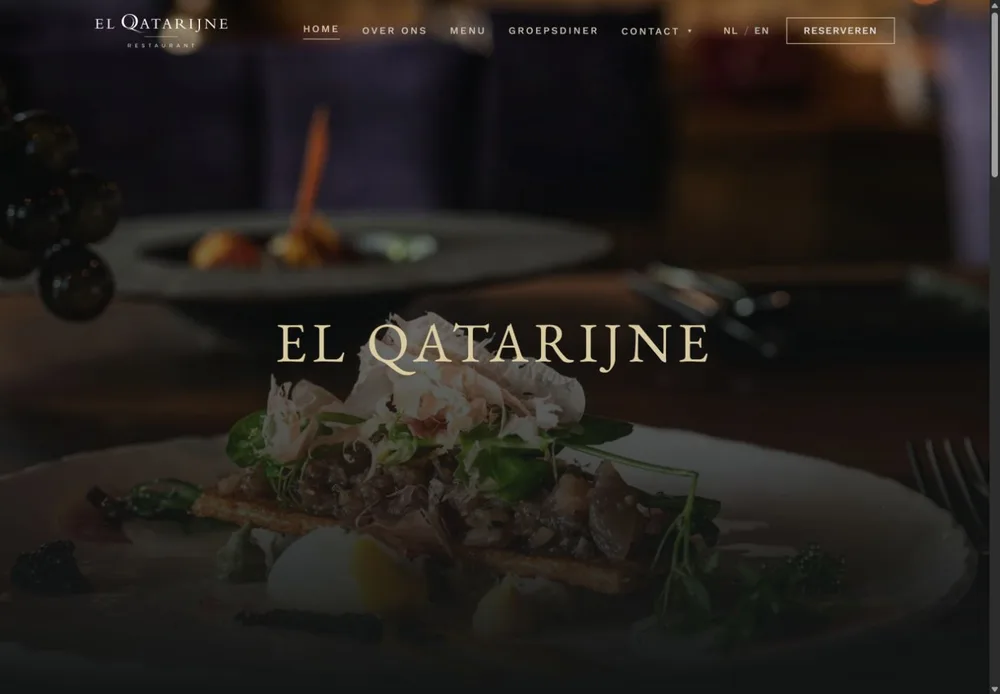 EL QATARIJNE
RESTAURANT
HOME
OVER ONS
MENU
GROEPSDINER
CONTACT
NL / EN
RESERVEREN
EL QATARIJNE